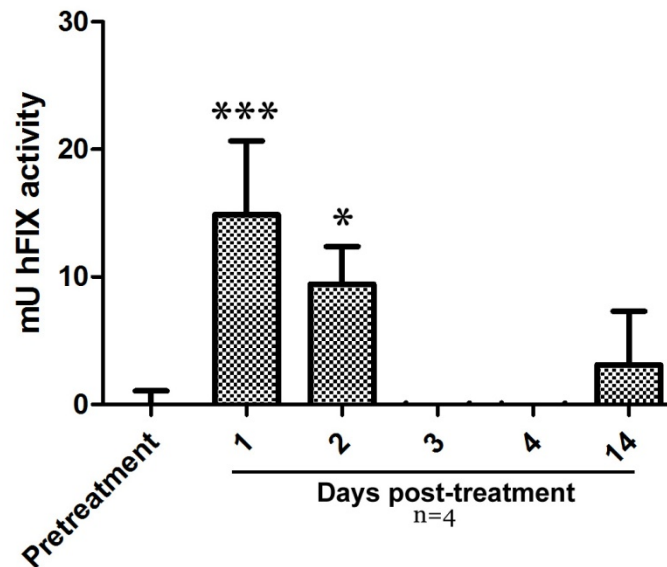 mU hFIX activity
30
20
10
0
***
*
Pretreatment
1
2
3
4
14
Days post-treatment
n=4